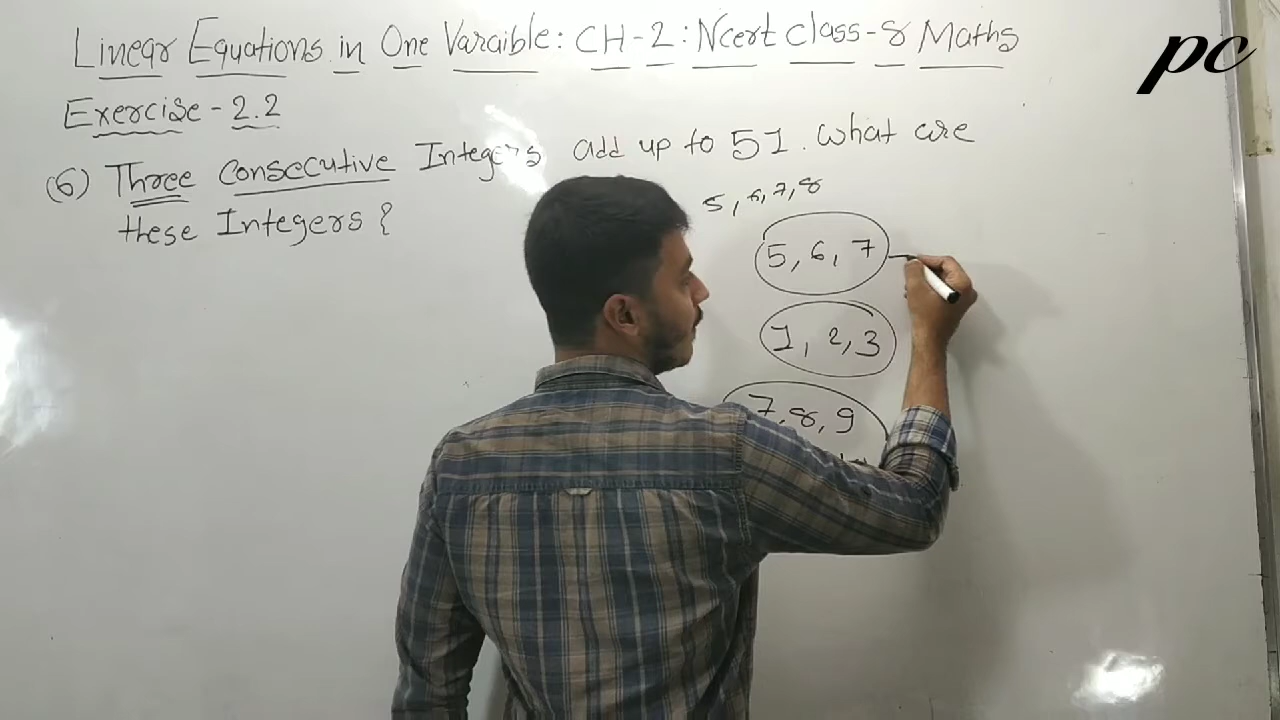 Linear Equations in One Varaible: CH-2: Ncert Class-8 Maths
pc
Exercise - 2.2
(6) Three Consecutive Integers add up to 51. What are
these Integers ?
5, 6, 7, 8
5, 6, 7
1, 2, 3
7, 8, 9